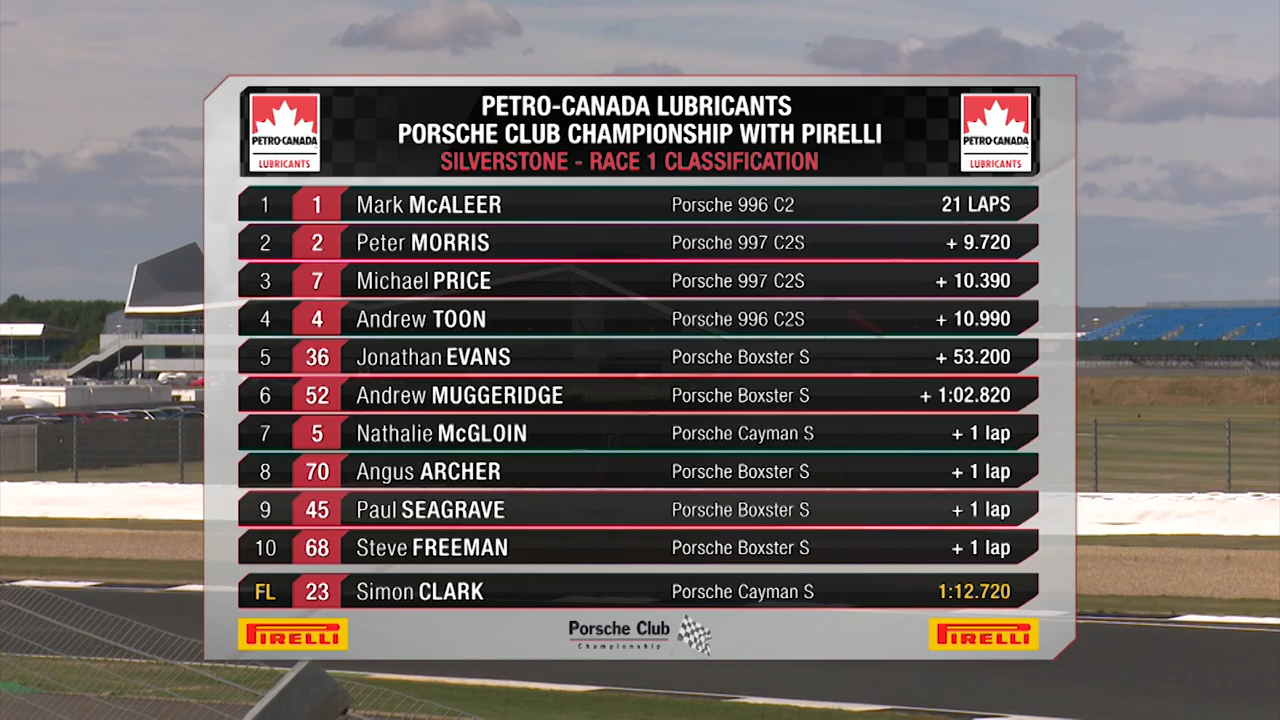 PETRO-CANADA LUBRICANTS
PORSCHE CLUB CHAMPIONSHIP WITH PIRELLI
SILVERSTONE - RACE 1 CLASSIFICATION
PETRO-CANADA
LUBRICANTS
PETRO-CANADA
LUBRICANTS
1 1 Mark McALEER Porsche 996 C2 21 LAPS
2 2 Peter MORRIS Porsche 997 C2S + 9.720
3 7 Michael PRICE Porsche 997 C2S + 10.390
4 4 Andrew TOON Porsche 996 C2S + 10.990
5 36 Jonathan EVANS Porsche Boxster S + 53.200
6 52 Andrew MUGGERIDGE Porsche Boxster S + 1:02.820
7 5 Nathalie McGLOIN Porsche Cayman S + 1 lap
8 70 Angus ARCHER Porsche Boxster S + 1 lap
9 45 Paul SEAGRAVE Porsche Boxster S + 1 lap
10 68 Steve FREEMAN Porsche Boxster S + 1 lap
FL 23 Simon CLARK Porsche Cayman S 1:12.720
PIRELLI
Porsche Club
Championship
PIRELLI